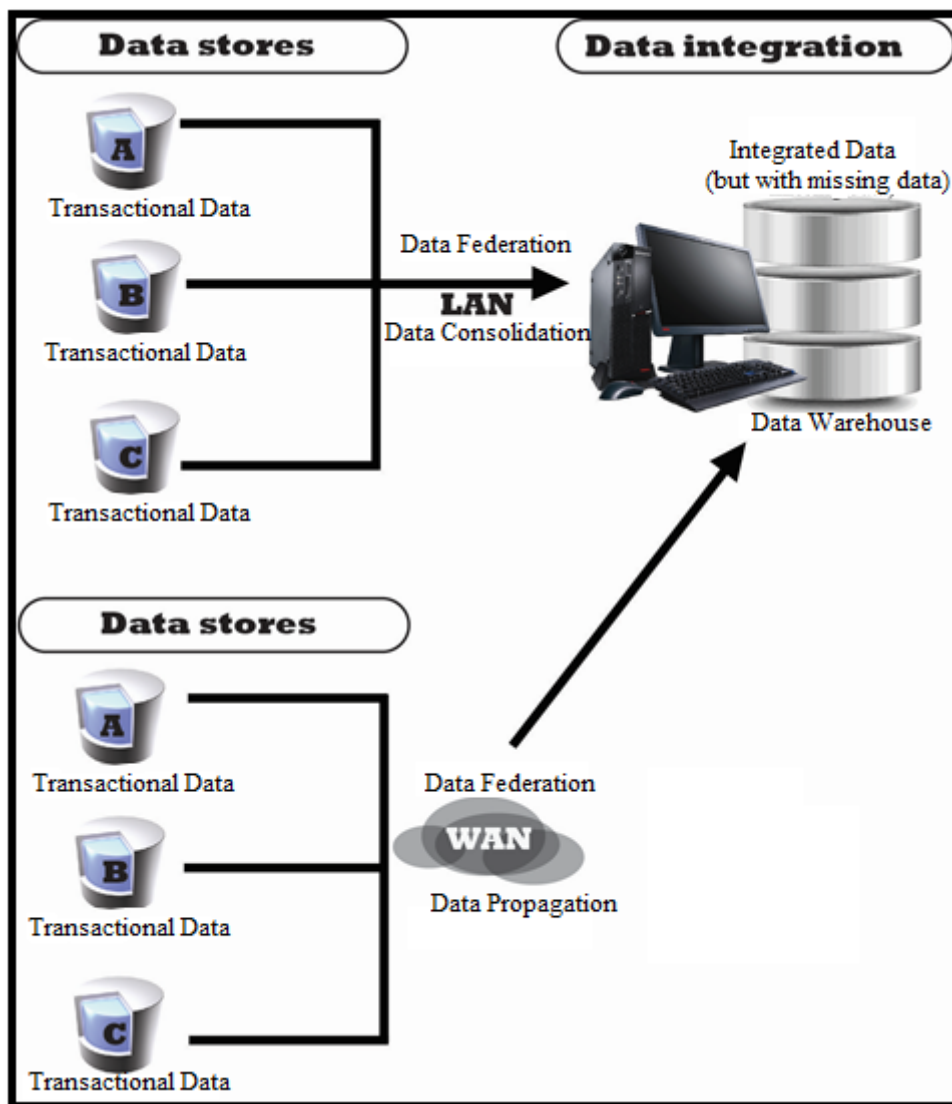 Data stores
Data integration
A
Transactional Data
B
Transactional Data
C
Transactional Data
Data Federation
LAN
Data Consolidation
Integrated Data
(but with missing data)
Data Warehouse
Data stores
A
Transactional Data
B
Transactional Data
C
Transactional Data
Data Federation
WAN
Data Propagation